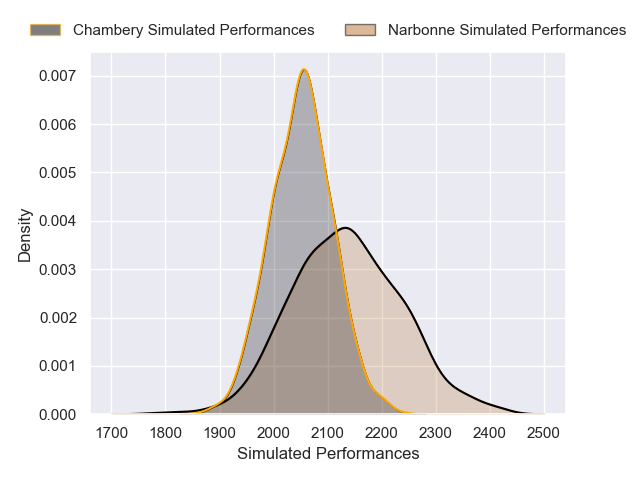 Chambery Simulated Performances Narbonne Simulated Performances
0.007
0.006
0.005
0.004
0.003
0.002
0.001
0.000
Density
1700 1800 1900 2000 2100 2200 2300 2400 2500
Simulated Performances